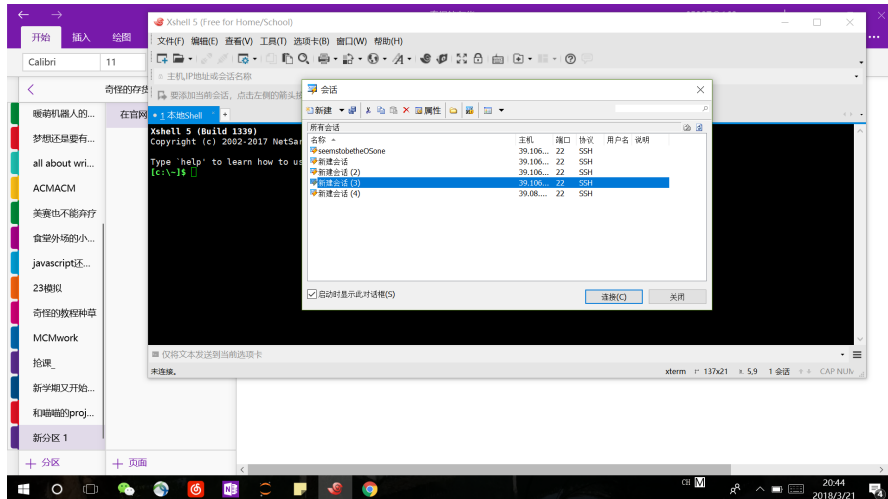 Xshell 5 (Free for Home/School)
开始 插入 绘图
文件(F) 编辑(E) 查看(V) 工具(T) 选项卡(B) 窗口(W) 帮助(H)
Calibri 11
主机,IP地址或会话名称
奇怪的存
要添加当前会话，点击左侧的箭头按
会话
暖萌机器人的...
在官网
1 本地Shell +
新建 属性
所有会话
梦想还是要有...
Xshell 5 (Build 1339)
Copyright (c) 2002-2017 NetSar
名称 主机 端口 协议 用户名 说明
seemstobetheOSone 39.106... 22 SSH
all about wri...
Type `help' to learn how to us
新建会话 39.106... 22 SSH
[c:\~]$
新建会话 (2) 39.106... 22 SSH
新建会话 (3) 39.106... 22 SSH
新建会话 (4) 39.08.... 22 SSH
ACMACM
美赛也不能弃疗
食堂外场的小...
javascript还...
23模拟
启动时显示此对话框(S)
连接(C) 关闭
奇怪的教程种草
MCMwork
抢课_
仅将文本发送到当前选项卡
未连接。 xterm 137x21 5,9 1 会话 CAP NUM
新学期又开始...
和喵喵的proj...
新分区 1
+ 分区 + 页面
CH M
20:44
2018/3/21